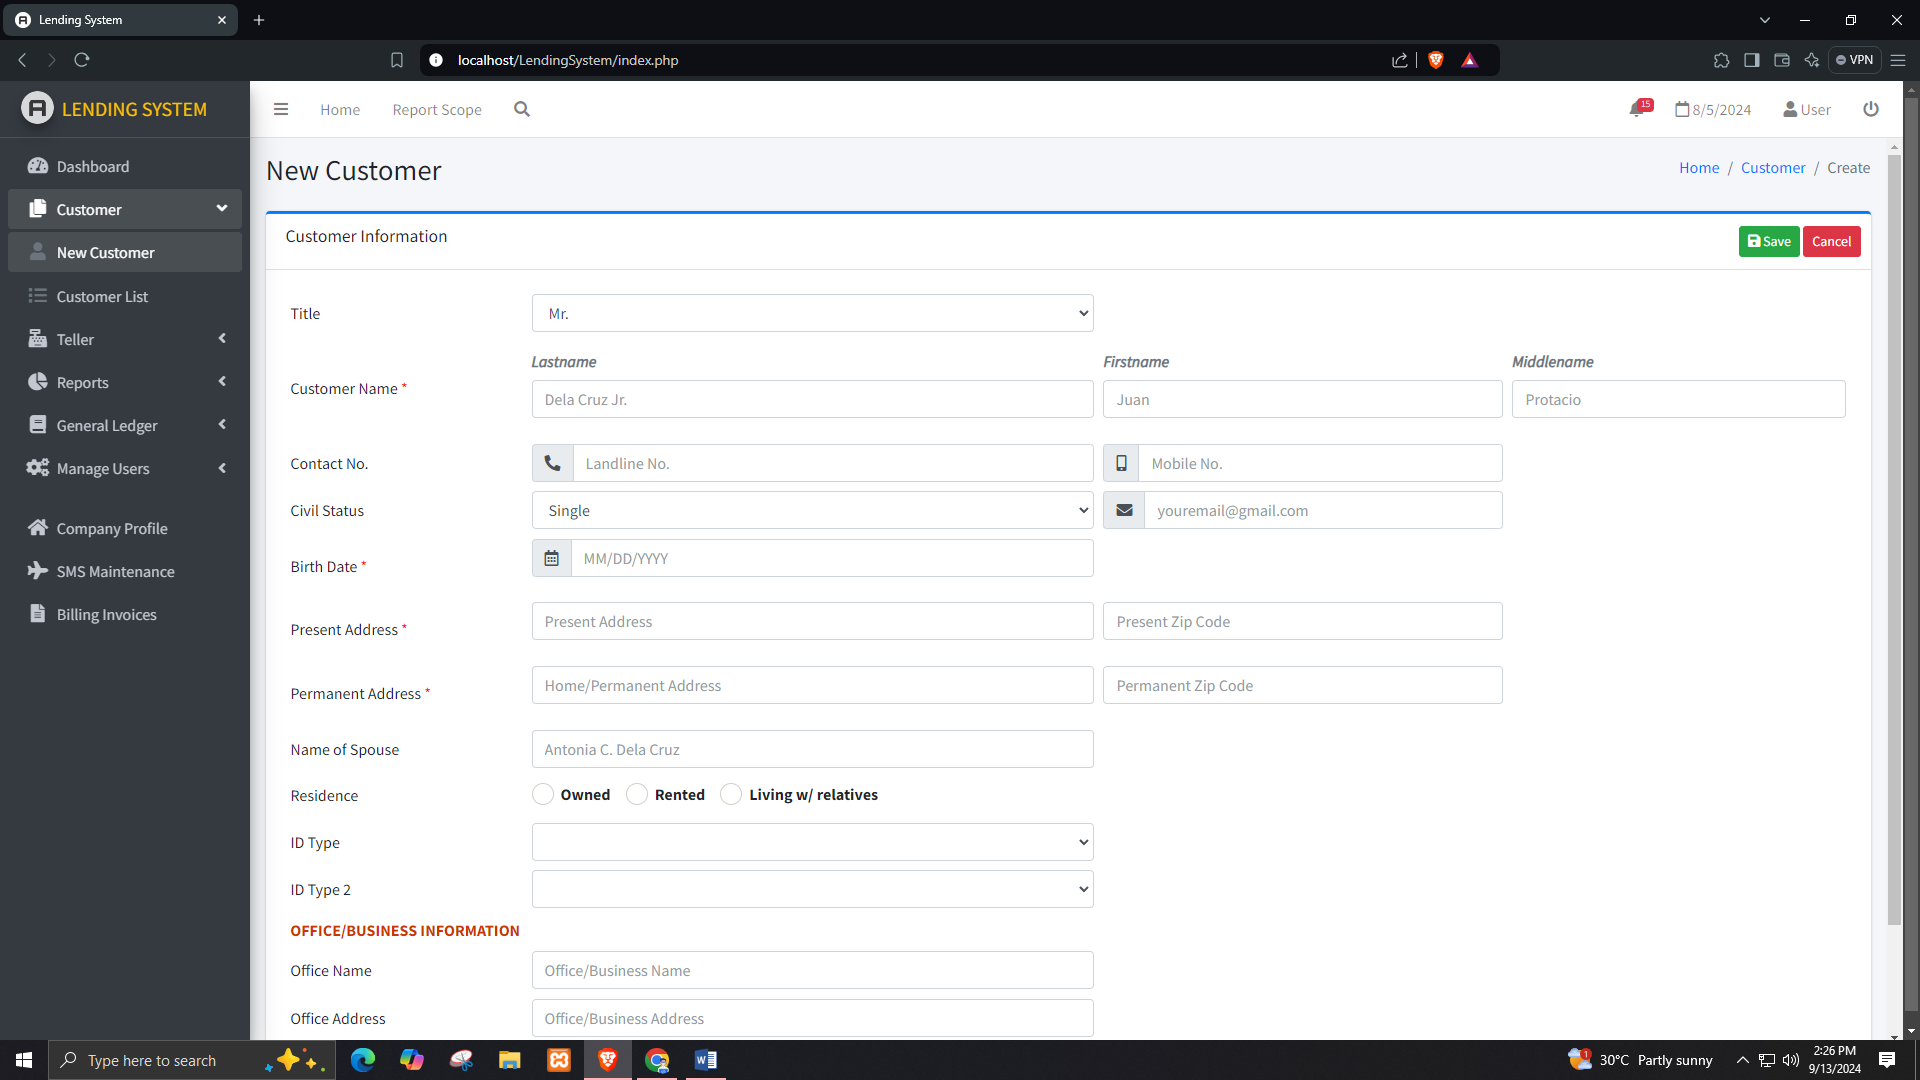 Lending System
localhost/LendingSystem/index.php
VPN
LENDING SYSTEM
Home
Report Scope
15
8/5/2024
User
Dashboard
Customer
New Customer
Customer List
Teller
Reports
General Ledger
Manage Users
Company Profile
SMS Maintenance
Billing Invoices
New Customer
Home / Customer / Create
Customer Information
Save
Cancel
Title
Mr.
Lastname Firstname Middlename
Customer Name *
Dela Cruz Jr.
Juan
Protacio
Contact No.
Landline No.
Mobile No.
Civil Status
Single
youremail@gmail.com
Birth Date *
MM/DD/YYYY
Present Address *
Present Address
Present Zip Code
Permanent Address *
Home/Permanent Address
Permanent Zip Code
Name of Spouse
Antonia C. Dela Cruz
Residence
Owned
Rented
Living w/ relatives
ID Type
ID Type 2
OFFICE/BUSINESS INFORMATION
Office Name
Office/Business Name
Office Address
Office/Business Address
Type here to search
1
30°C Partly sunny
2:26 PM
9/13/2024